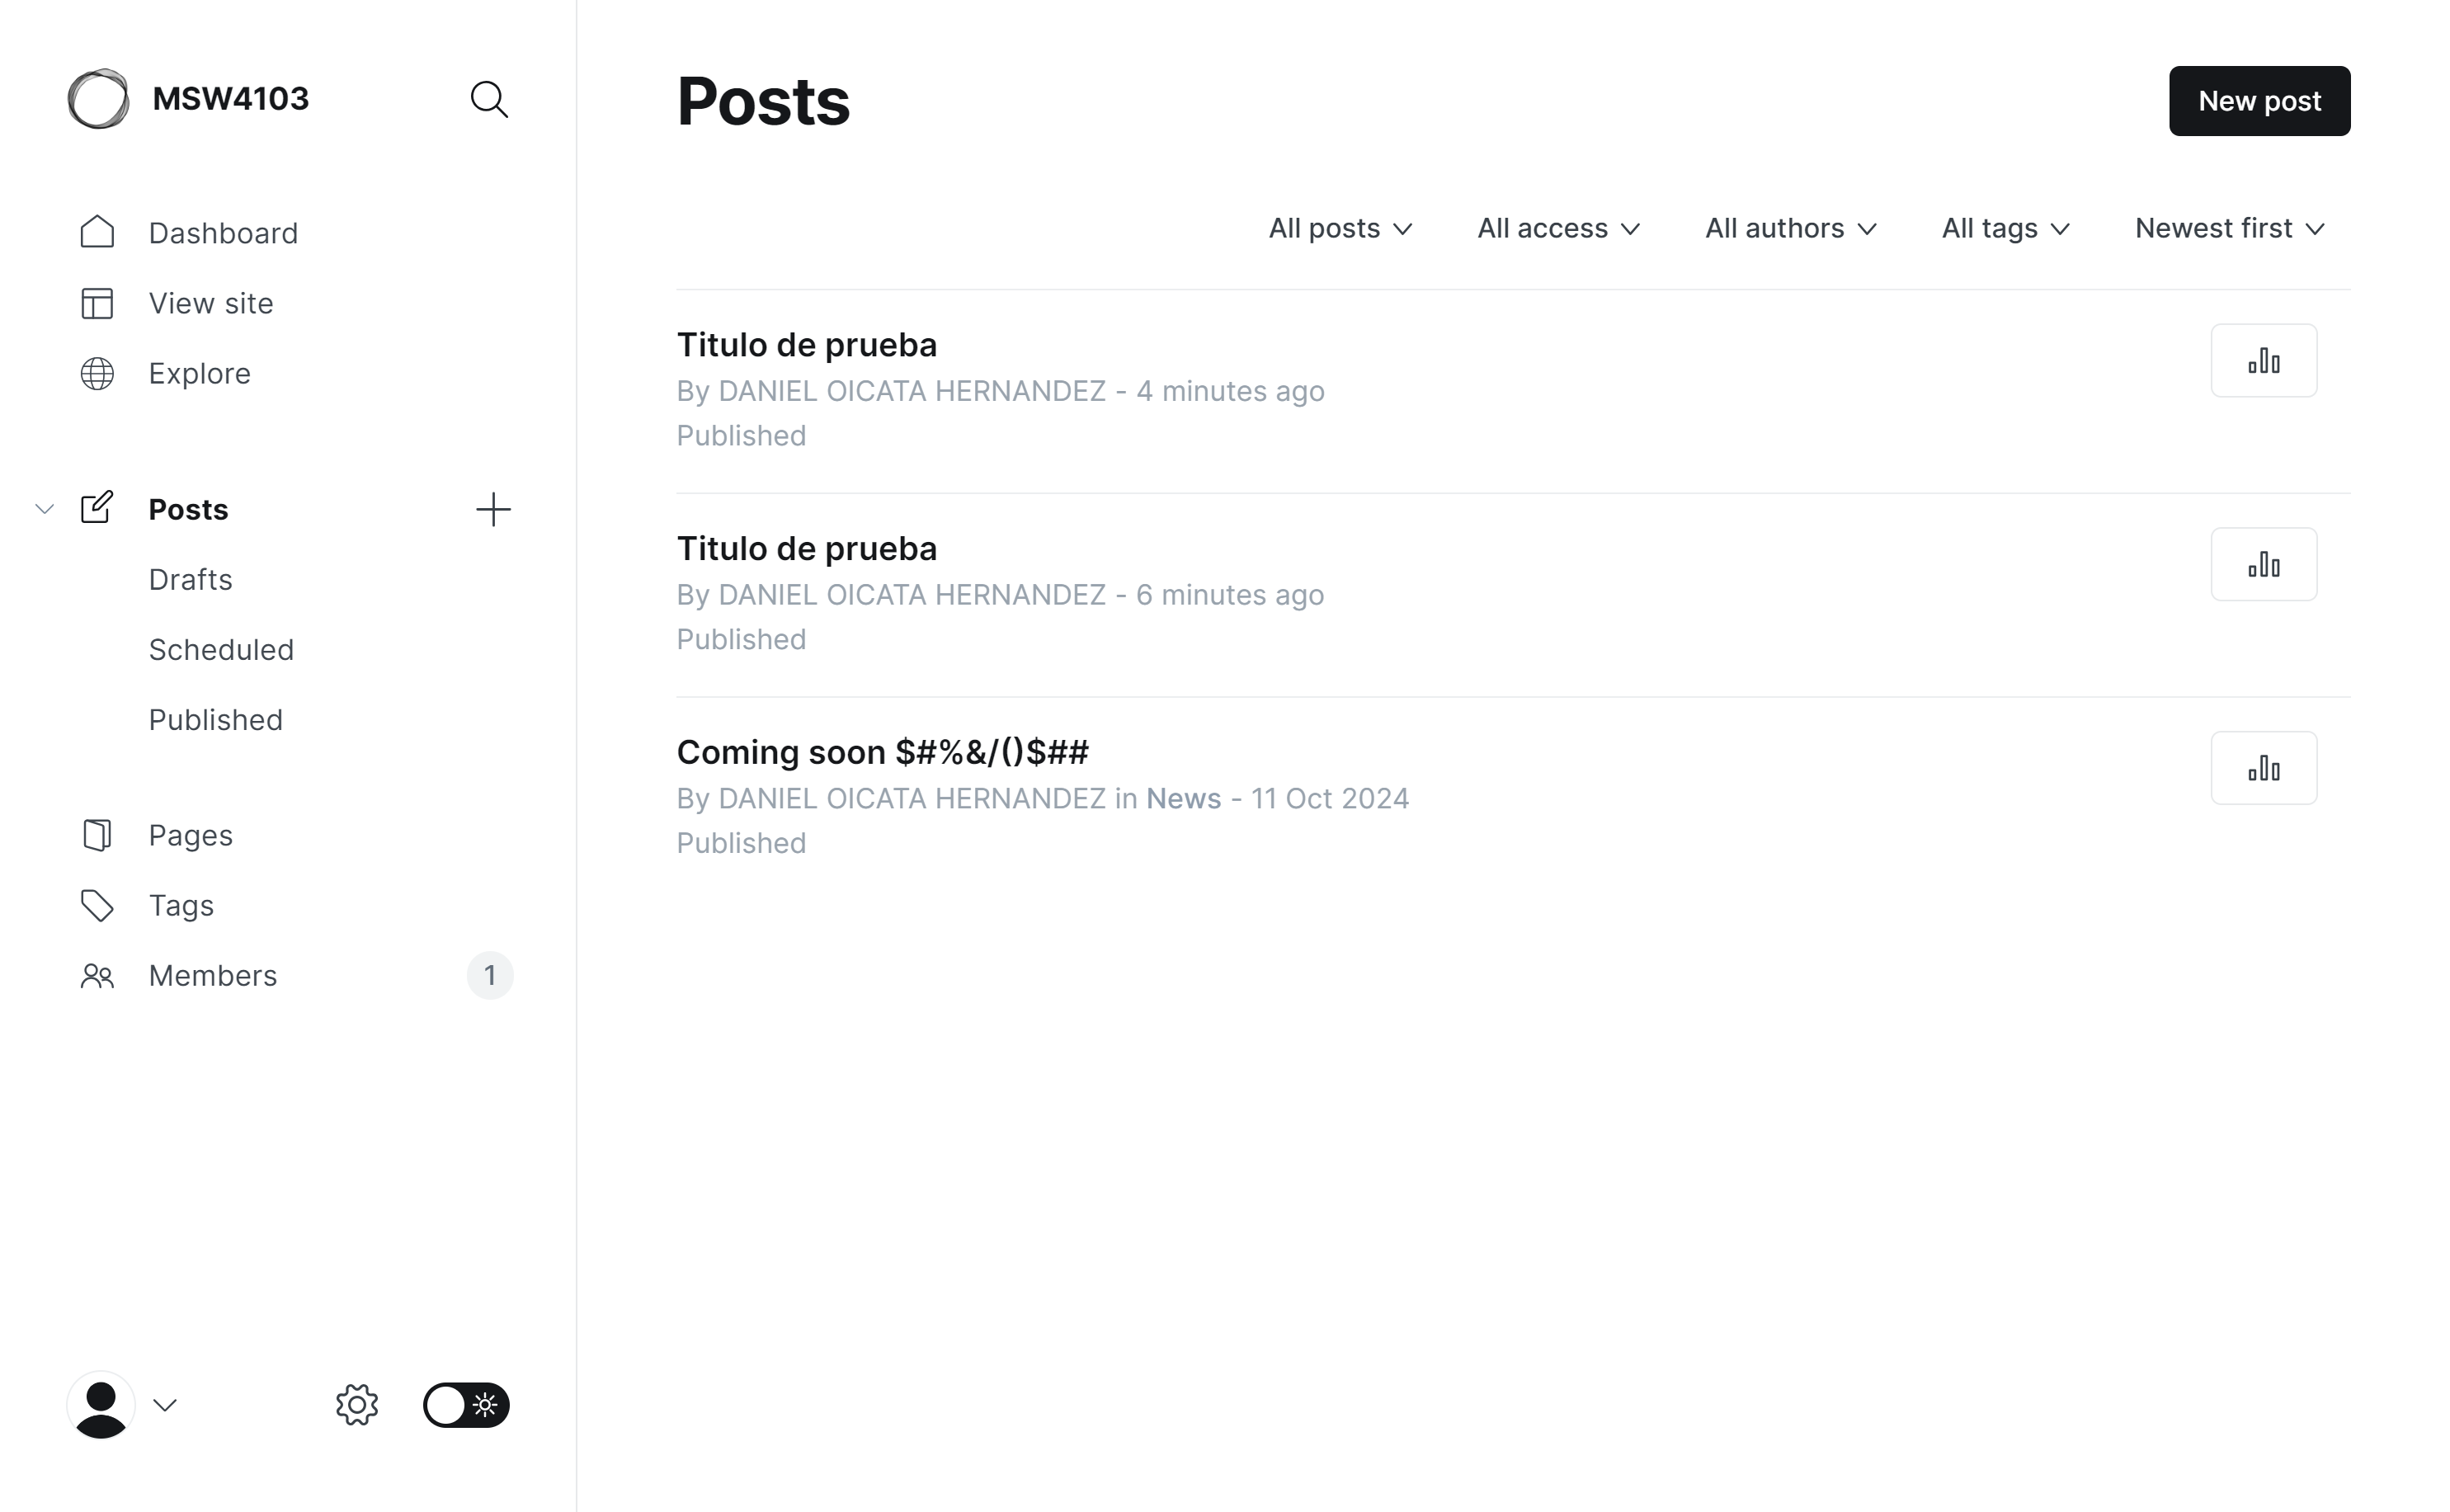 MSW4103
Dashboard
View site
Explore
Posts
Drafts
Scheduled
Published
Pages
Tags
Members 1
Posts
New post
All posts All access All authors All tags Newest first
Titulo de prueba
By DANIEL OICATA HERNANDEZ - 4 minutes ago
Published
Titulo de prueba
By DANIEL OICATA HERNANDEZ - 6 minutes ago
Published
Coming soon $#%&/()$##
By DANIEL OICATA HERNANDEZ in News - 11 Oct 2024
Published